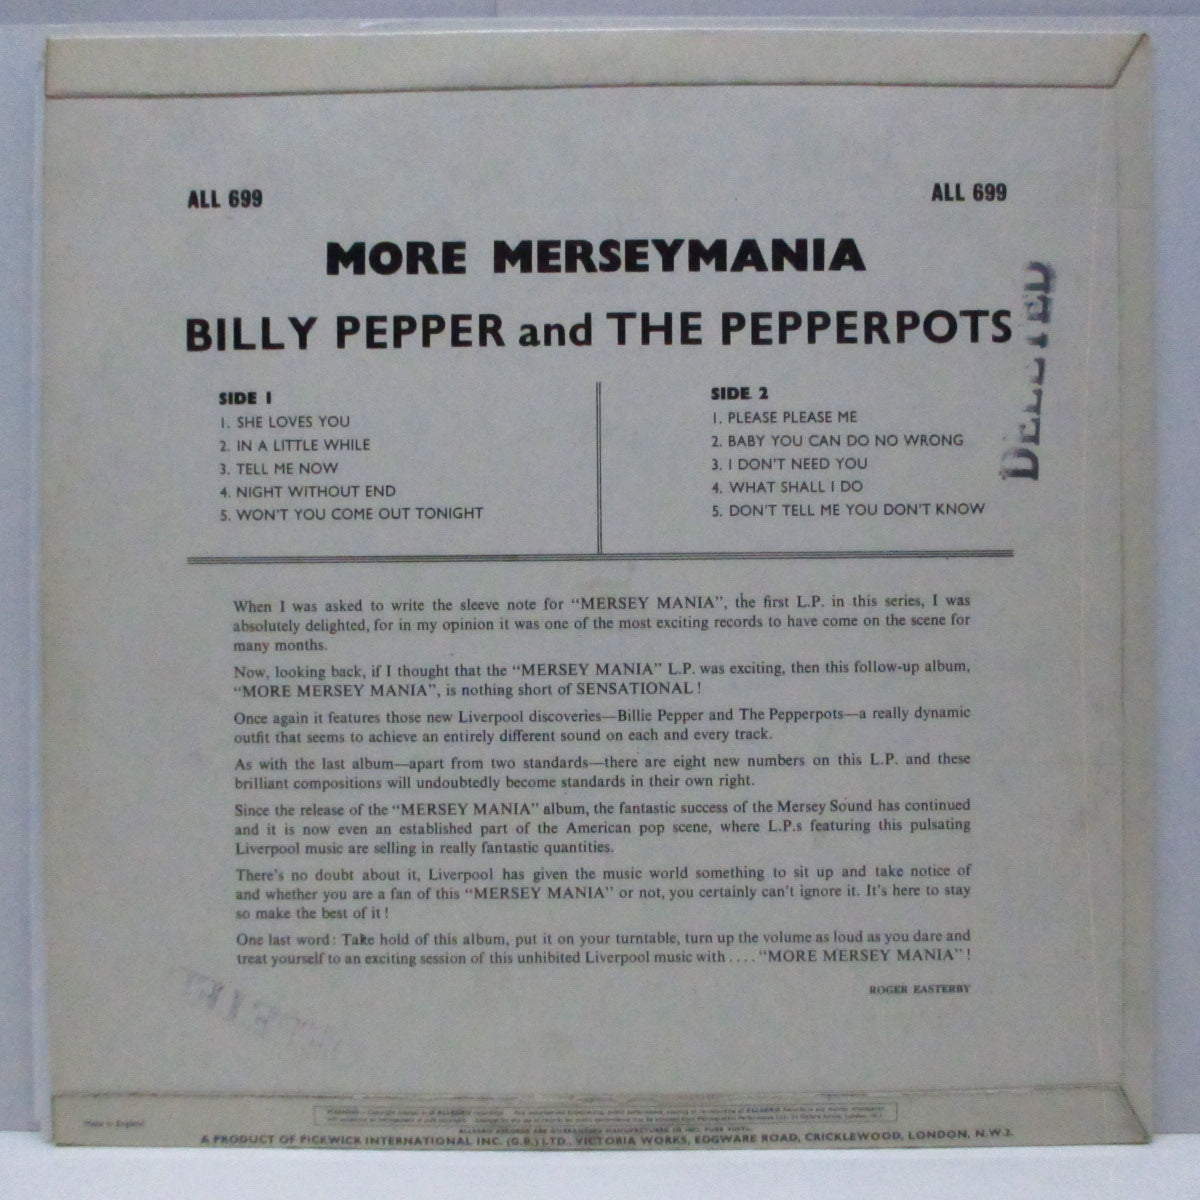 ALL 699
ALL 699
MORE MERSEYMANIA
BILLY PEPPER and THE PEPPERPOTS
DELETED
SIDE 1
1. SHE LOVES YOU
2. IN A LITTLE WHILE
3. TELL ME NOW
4. NIGHT WITHOUT END
5. WON'T YOU COME OUT TONIGHT
SIDE 2
1. PLEASE PLEASE ME
2. BABY YOU CAN DO NO WRONG
3. I DON'T NEED YOU
4. WHAT SHALL I DO
5. DON'T TELL ME YOU DON'T KNOW
When I was asked to write the sleeve note for "MERSEY MANIA", the first L.P. in this series, I was
absolutely delighted, for in my opinion it was one of the most exciting records to have come on the scene for
many months.
Now, looking back, if I thought that the "MERSEY MANIA" L.P. was exciting, then this follow-up album,
"MORE MERSEY MANIA", is nothing short of SENSATIONAL!
Once again it features those new Liverpool discoveries—Billie Pepper and The Pepperpots—a really dynamic
outfit that seems to achieve an entirely different sound on each and every track.
As with the last album—apart from two standards—there are eight new numbers on this L.P. and these
brilliant compositions will undoubtedly become standards in their own right.
Since the release of the "MERSEY MANIA" album, the fantastic success of the Mersey Sound has continued
and it is now even an established part of the American pop scene, where L.P.s featuring this pulsating
Liverpool music are selling in really fantastic quantities.
There's no doubt about it, Liverpool has given the music world something to sit up and take notice of
and whether you are a fan of this "MERSEY MANIA" or not, you certainly can't ignore it. It's here to stay
so make the best of it!
One last word: Take hold of this album, put it on your turntable, turn up the volume as loud as you dare and
treat yourself to an exciting session of this unhibited Liverpool music with .... "MORE MERSEY MANIA"!
ROGER EASTERBY
Made in England
A PRODUCT OF PICKWICK INTERNATIONAL INC. (G.B.) LTD., VICTORIA WORKS, EDGWARE ROAD, CRICKLEWOOD, LONDON, N.W.2.